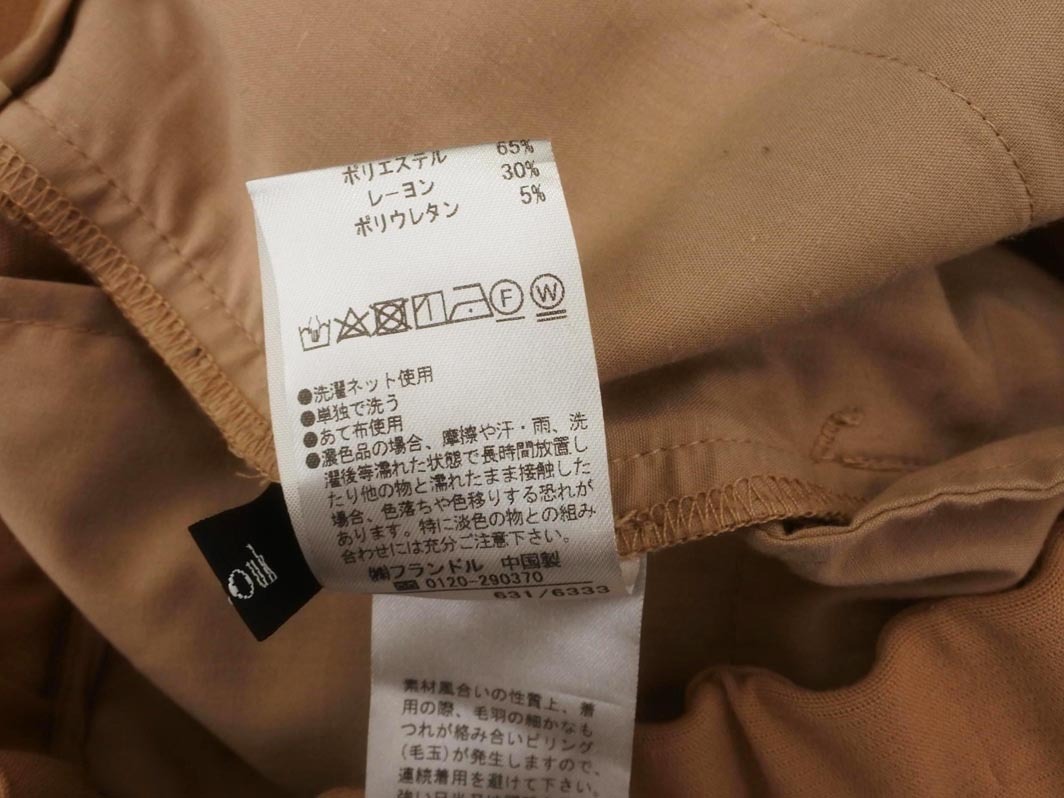 ポリエステル 65%
レーヨン 30%
ポリウレタン 5%
F W
●洗濯ネット使用
●単独で洗う
●あて布使用
●濃色品の場合、摩擦や汗・雨、洗
濯後等濡れた状態で長時間放置し
たり他の物と濡れたまま接触した
場合、色落ちや色移りする恐れが
あります。特に淡色の物との組み
合わせには充分ご注意下さい。
㈱フランドル 中国製
0120-290370
631/6333
素材風合いの性質上、着
用の際、毛羽の細かなも
つれが絡み合いピリング
(毛玉)が発生しますので、
連続着用を避けて下さい。